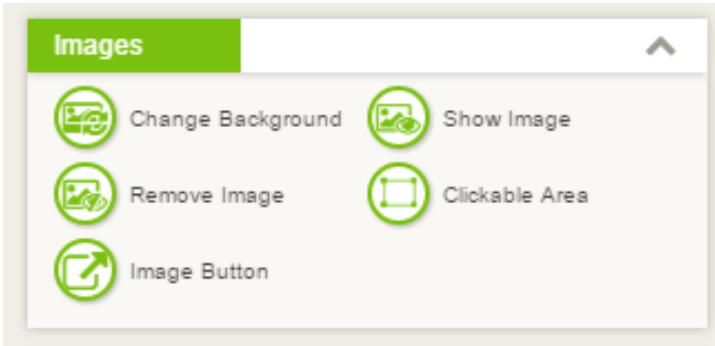 Images
Change Background
Show Image
Remove Image
Clickable Area
Image Button